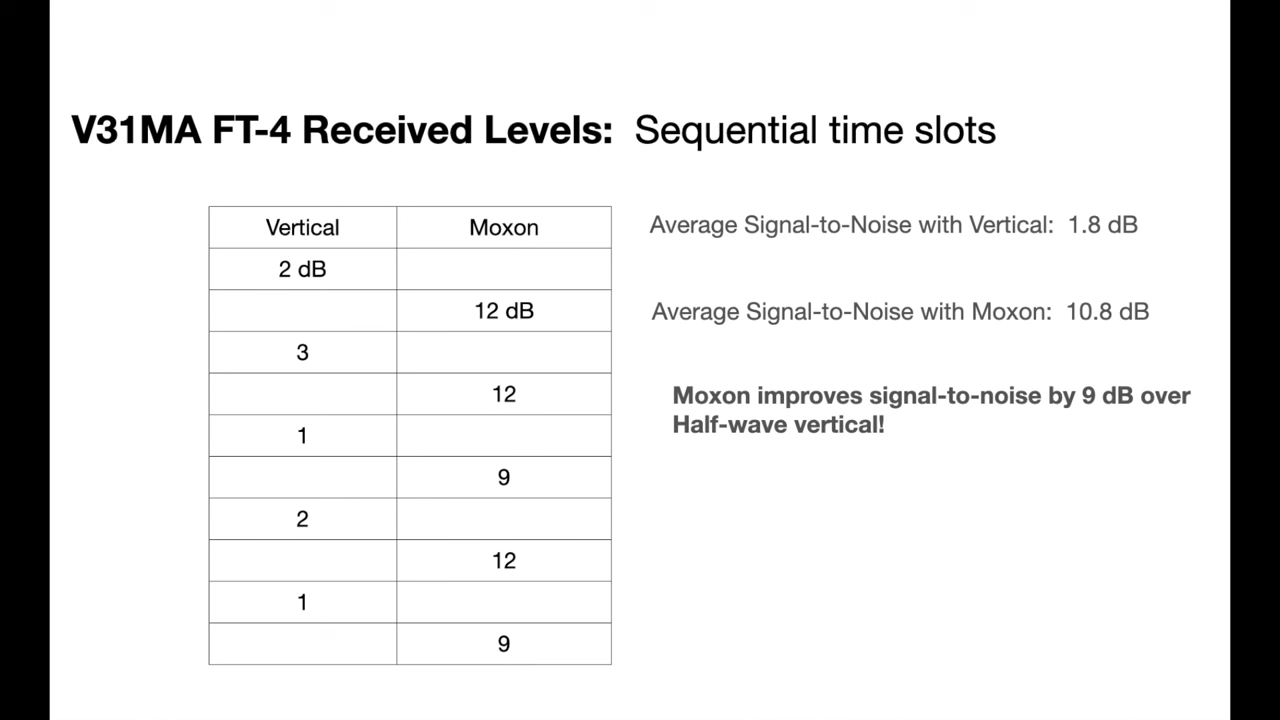 V31MA FT-4 Received Levels: Sequential time slots
Vertical Moxon
2 dB
12 dB
3
12
1
9
2
12
1
9
Average Signal-to-Noise with Vertical: 1.8 dB
Average Signal-to-Noise with Moxon: 10.8 dB
Moxon improves signal-to-noise by 9 dB over
Half-wave vertical!